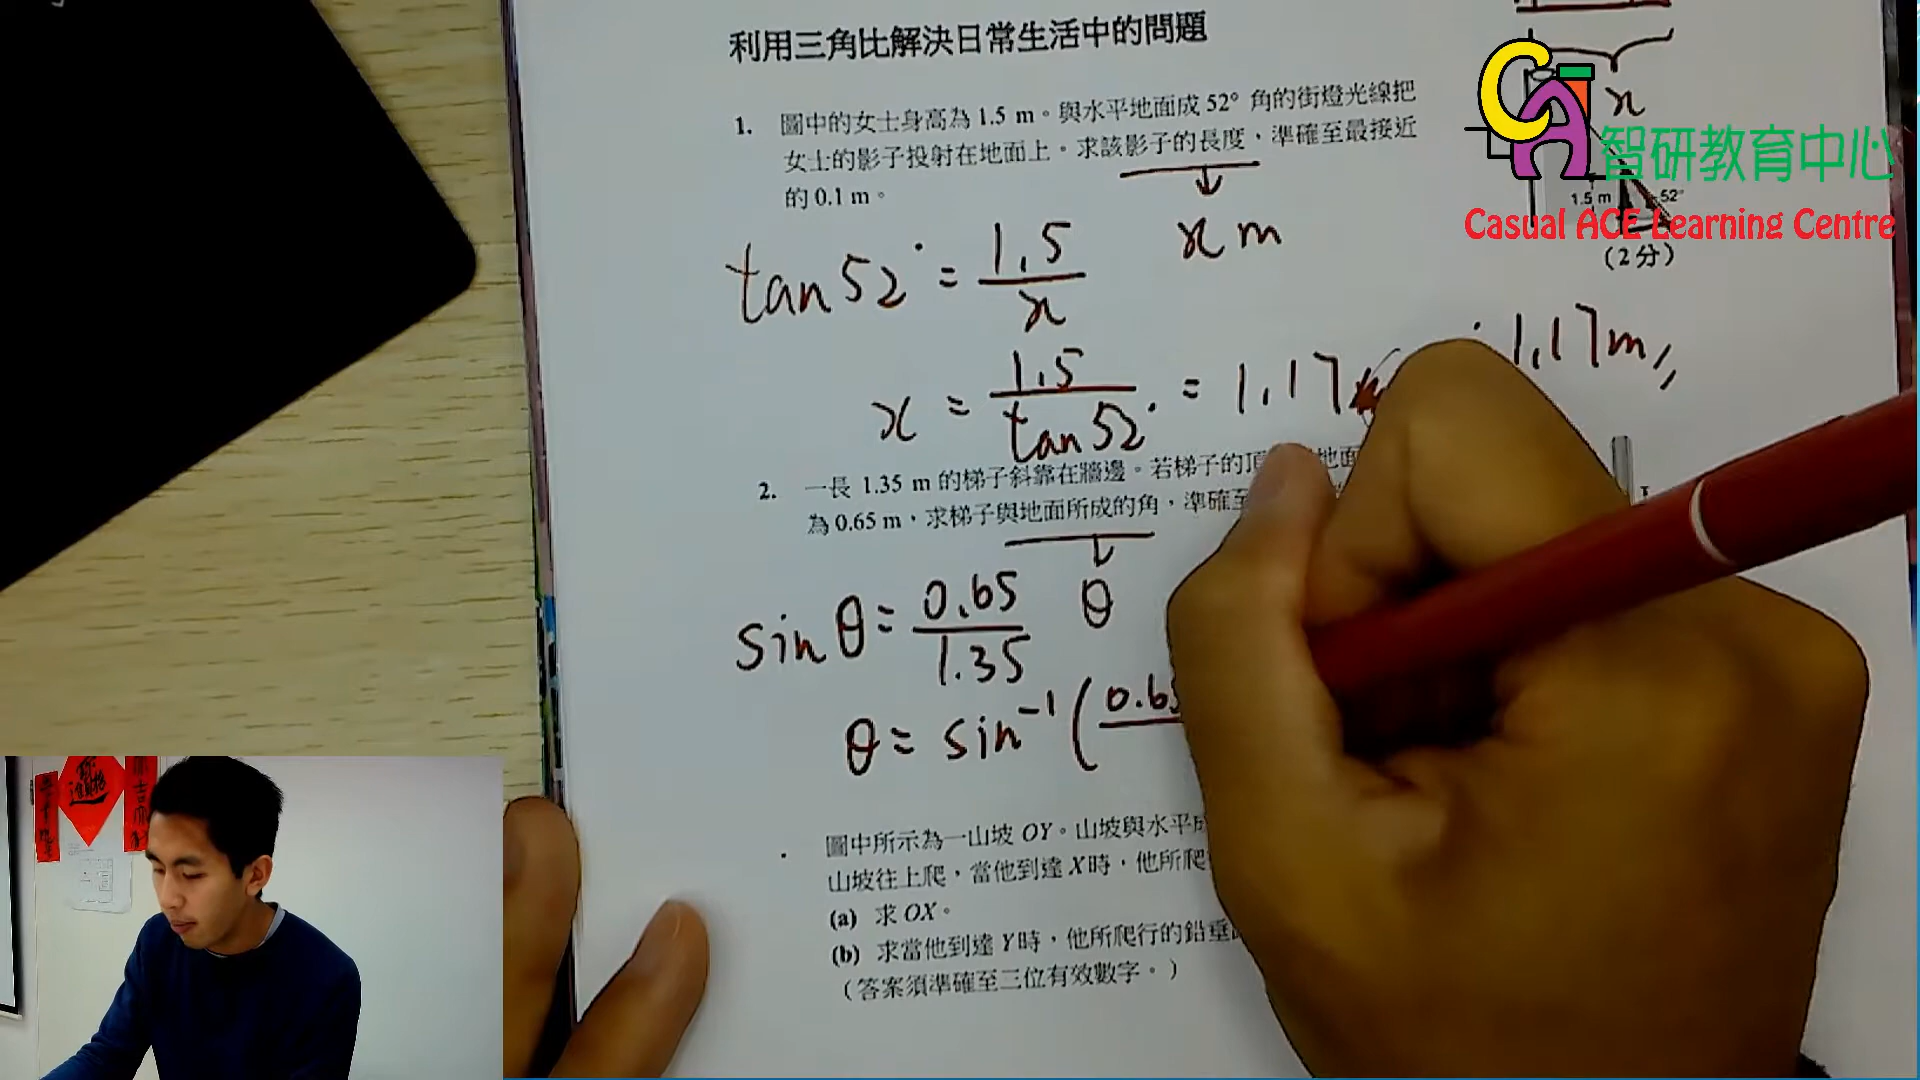 利用三角比解決日常生活中的問題
x
1. 圖中的女士身高為 1.5 m。與水平地面成 52° 角的街燈光線把
女士的影子投射在地面上。求該影子的長度，準確至最接近
的 0.1 m。
智研教育中心
Casual ACE Learning Centre
1.5 m
52°
(2分)
x m
tan 52° = 1.5 / x
x = 1.5 / tan 52° = 1.17
1.17 m
2. 一長 1.35 m 的梯子斜靠在牆邊。若梯子的頂 地面
為 0.65 m，求梯子與地面所成的角，準確至
θ
sin θ = 0.65 / 1.35
θ = sin⁻¹ ( 0.65
圖中所示為一山坡 OY。山坡與水平成
山坡往上爬，當他到達 X 時，他所爬
(a) 求 OX。
(b) 求當他到達 Y 時，他所爬行的鉛垂
（答案須準確至三位有效數字。）